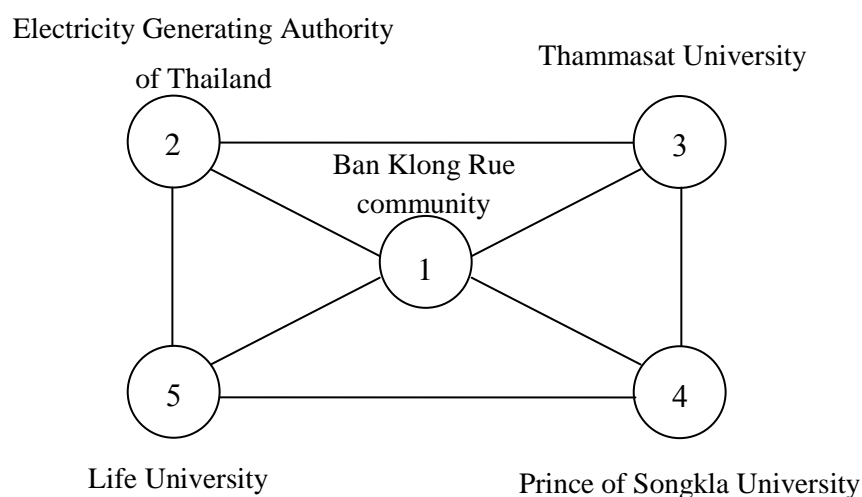 Electricity Generating Authority
of Thailand
Thammasat University
2
3
Ban Klong Rue
community
1
5
4
Life University
Prince of Songkla University